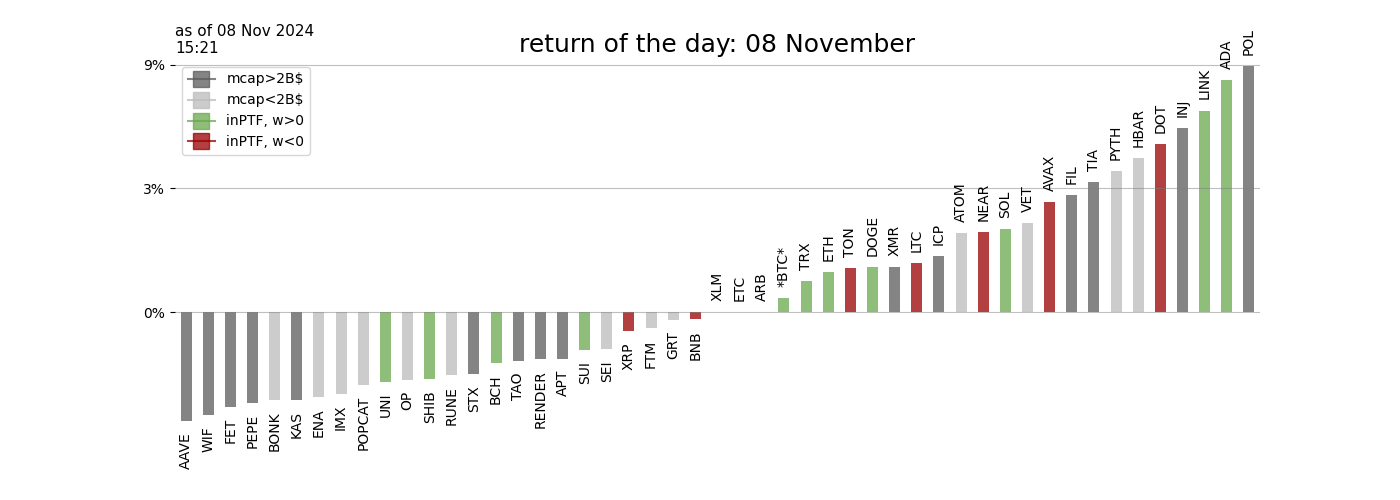 as of 08 Nov 2024
15:21
return of the day: 08 November
9%
3%
0%
mcap>2B$
mcap<2B$
inPTF, w>0
inPTF, w<0
AAVE
WIF
FET
PEPE
BONK
KAS
ENA
IMX
POPCAT
UNI
OP
SHIB
RUNE
STX
BCH
TAO
RENDER
APT
SUI
SEI
XRP
FTM
GRT
BNB
XLM
ETC
ARB
*BTC*
TRX
ETH
TON
DOGE
XMR
LTC
ICP
ATOM
NEAR
SOL
VET
AVAX
FIL
TIA
PYTH
HBAR
DOT
INJ
LINK
ADA
POL